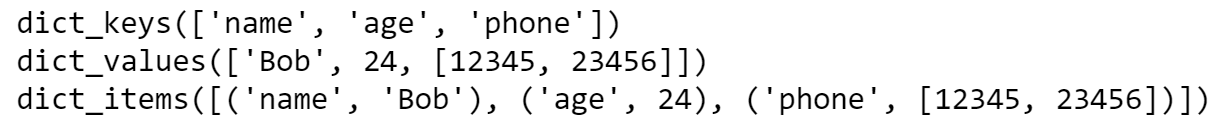 dict_keys(['name', 'age', 'phone'])
dict_values(['Bob', 24, [12345, 23456]])
dict_items([('name', 'Bob'), ('age', 24), ('phone', [12345, 23456])])